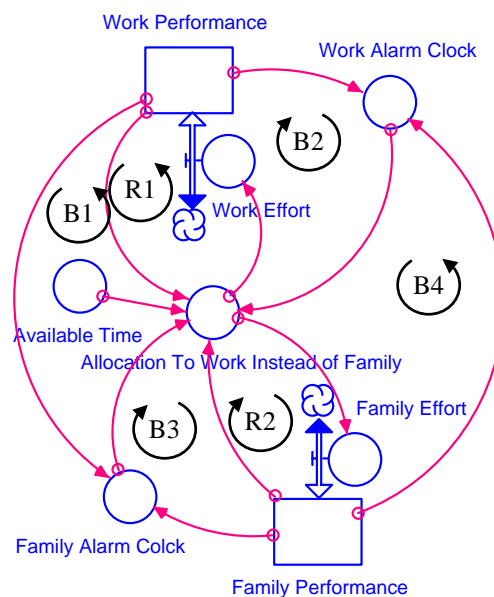 Work Performance
Work Alarm Clock
B2
R1
B1
Work Effort
B4
Available Time
Allocation To Work Instead of Family
Family Effort
B3
R2
Family Alarm Colck
Family Performance